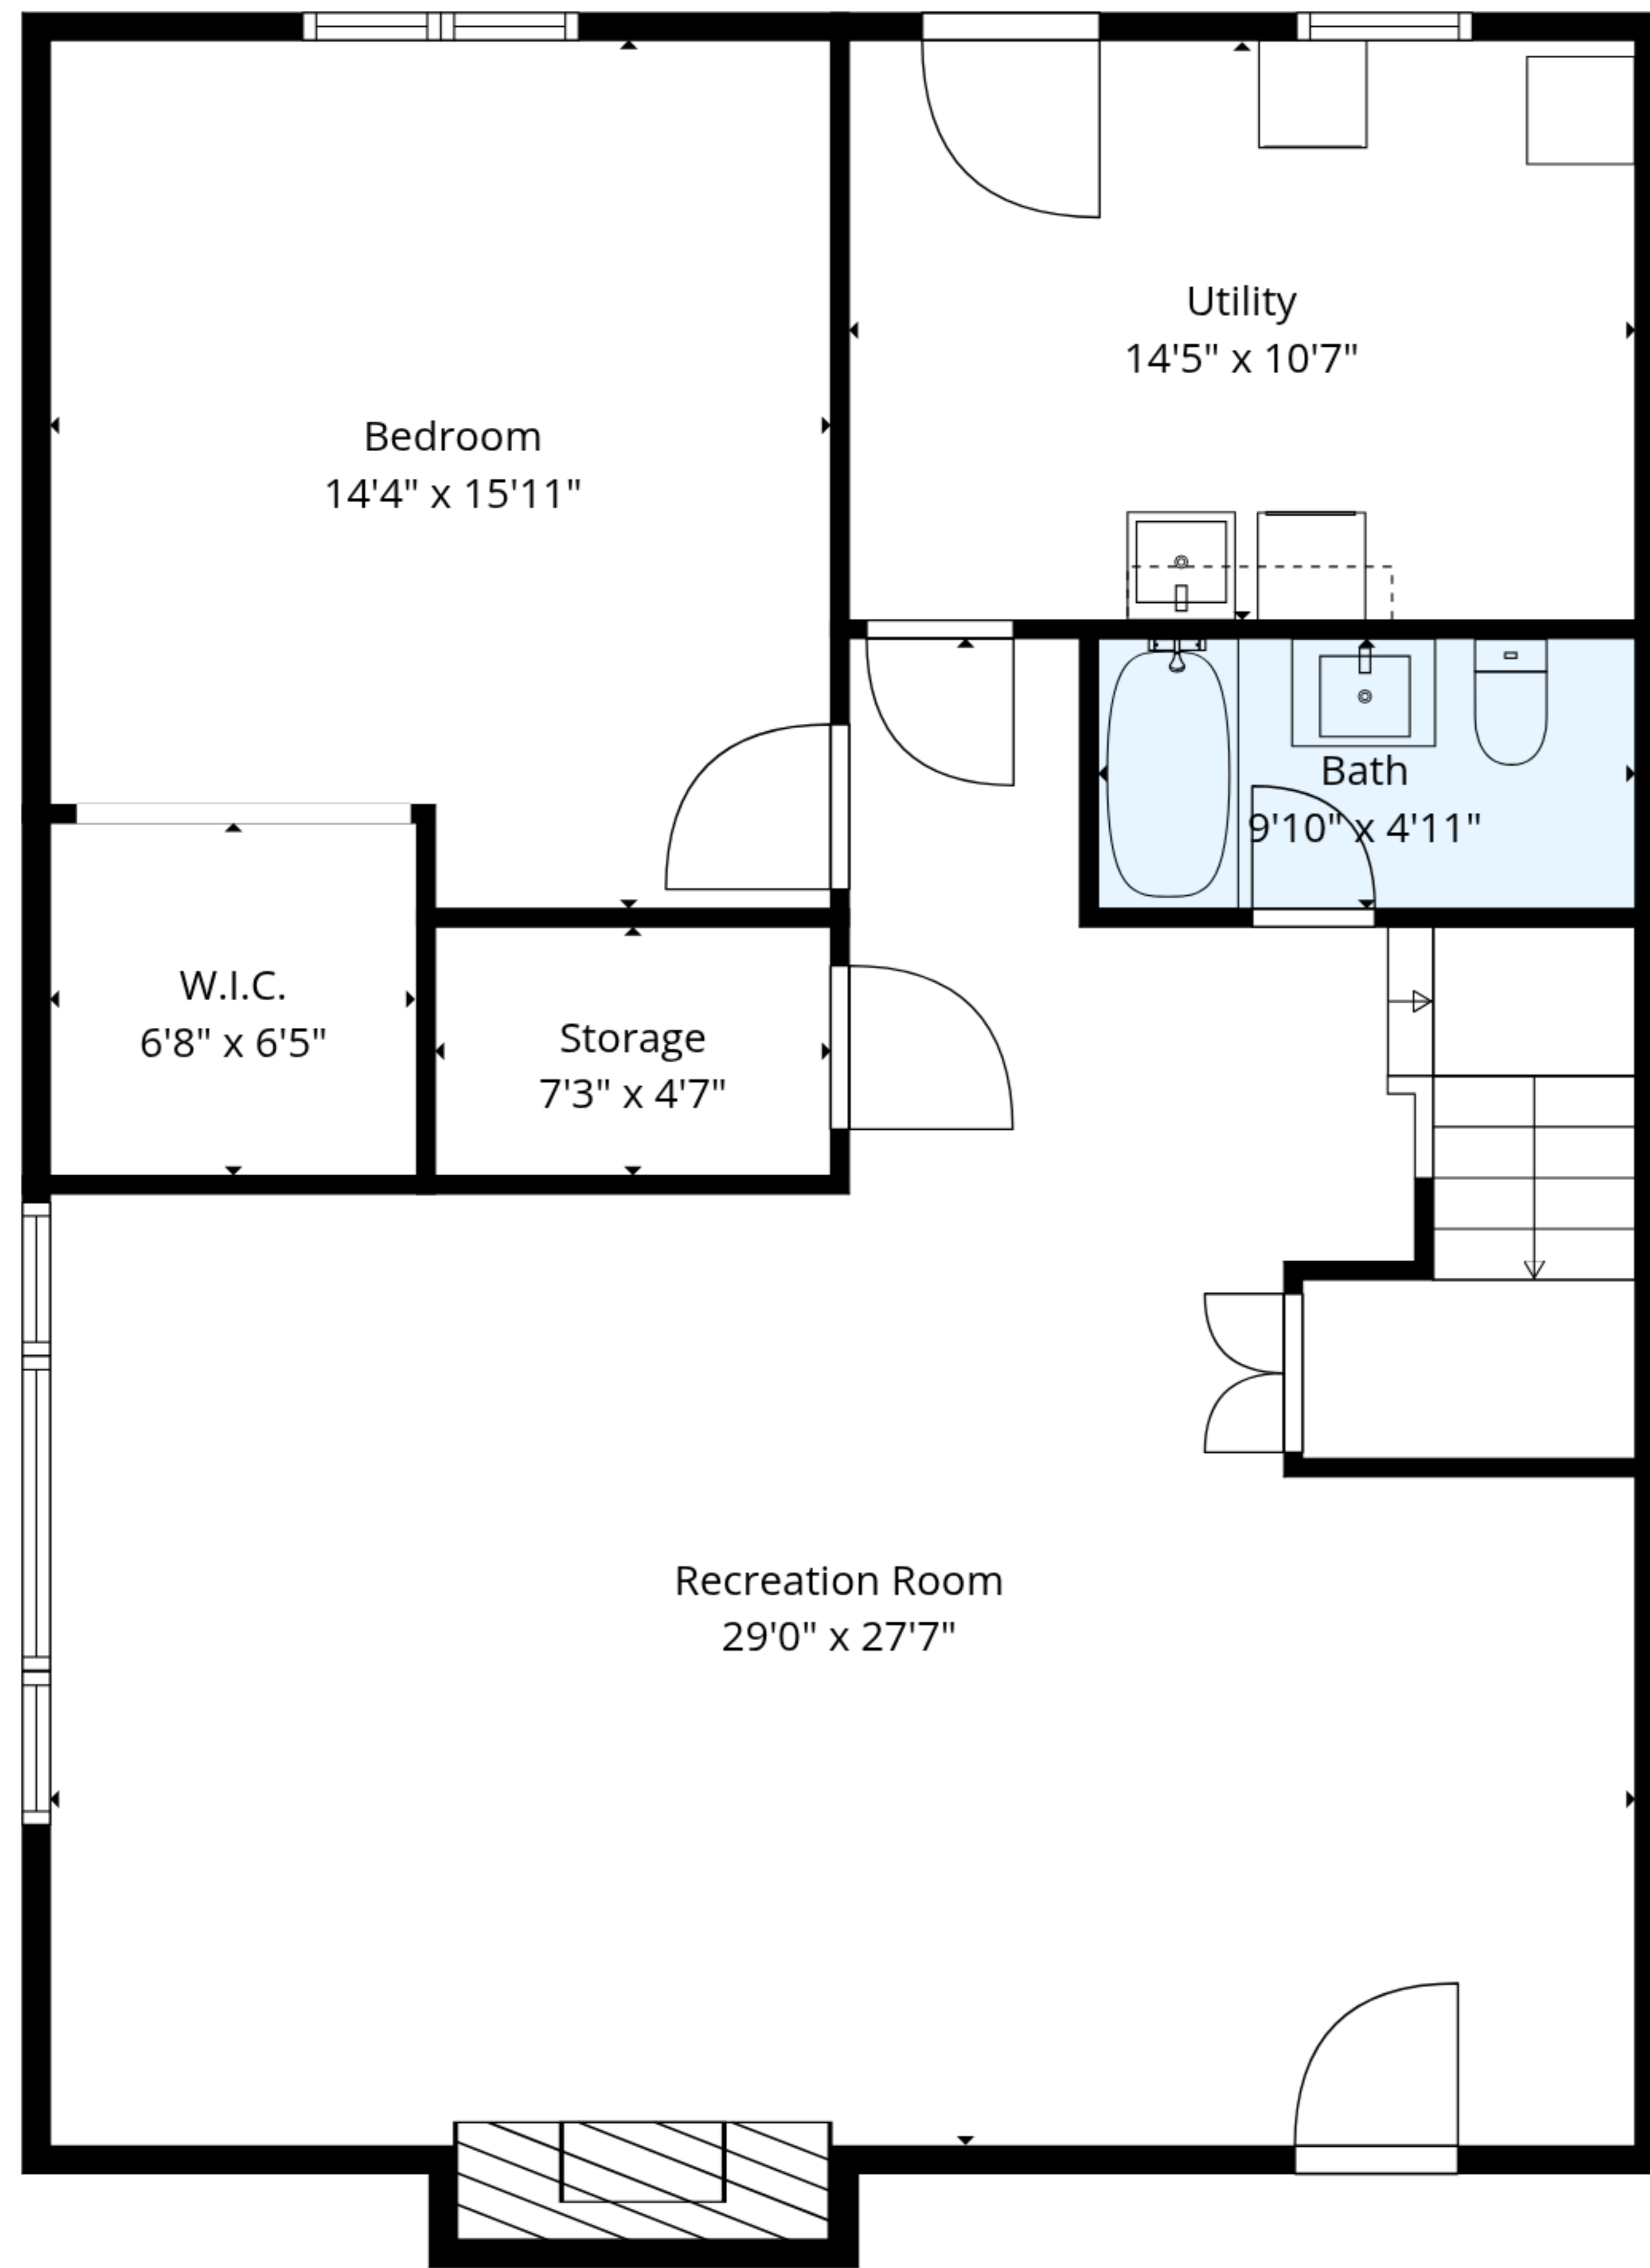 Utility
14'5" x 10'7"
Bedroom
14'4" x 15'11"
Bath
9'10" x 4'11"
W.I.C.
6'8" x 6'5"
Storage
7'3" x 4'7"
Recreation Room
29'0" x 27'7"